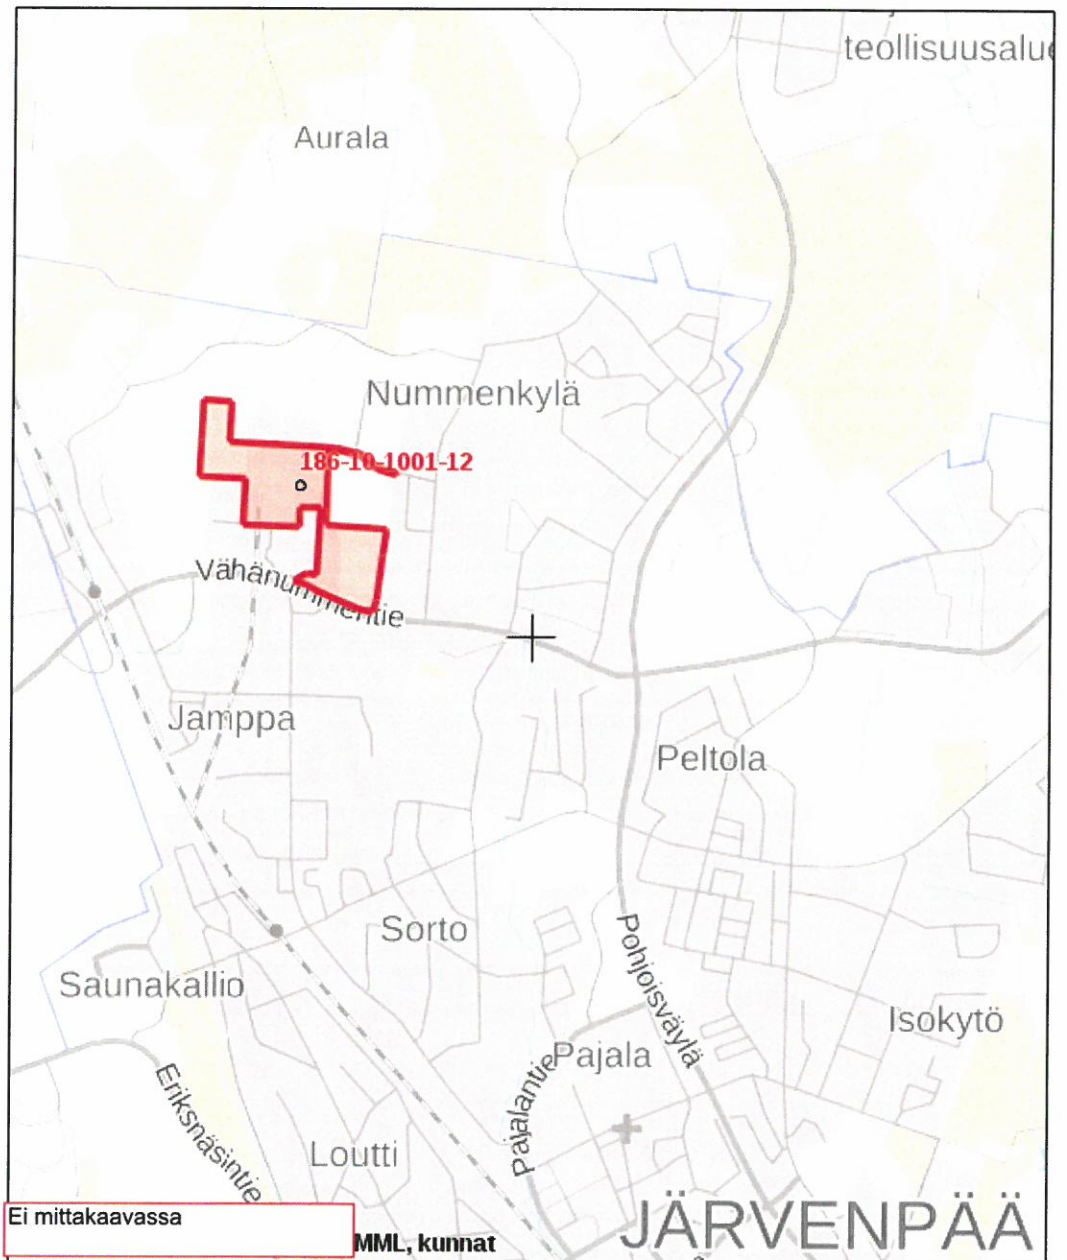 teollisuusalue
Aurala
Nummenkylä
186-10-1001-12
Vähänummentie
Jamppa
Peltola
Sorto
Pohjoisväylä
Saunakallio
Isokytö
Pajala
Pajalantie
Eriksnäsintie
Loutti
JÄRVENPÄÄ
Ei mittakaavassa
MML, kunnat